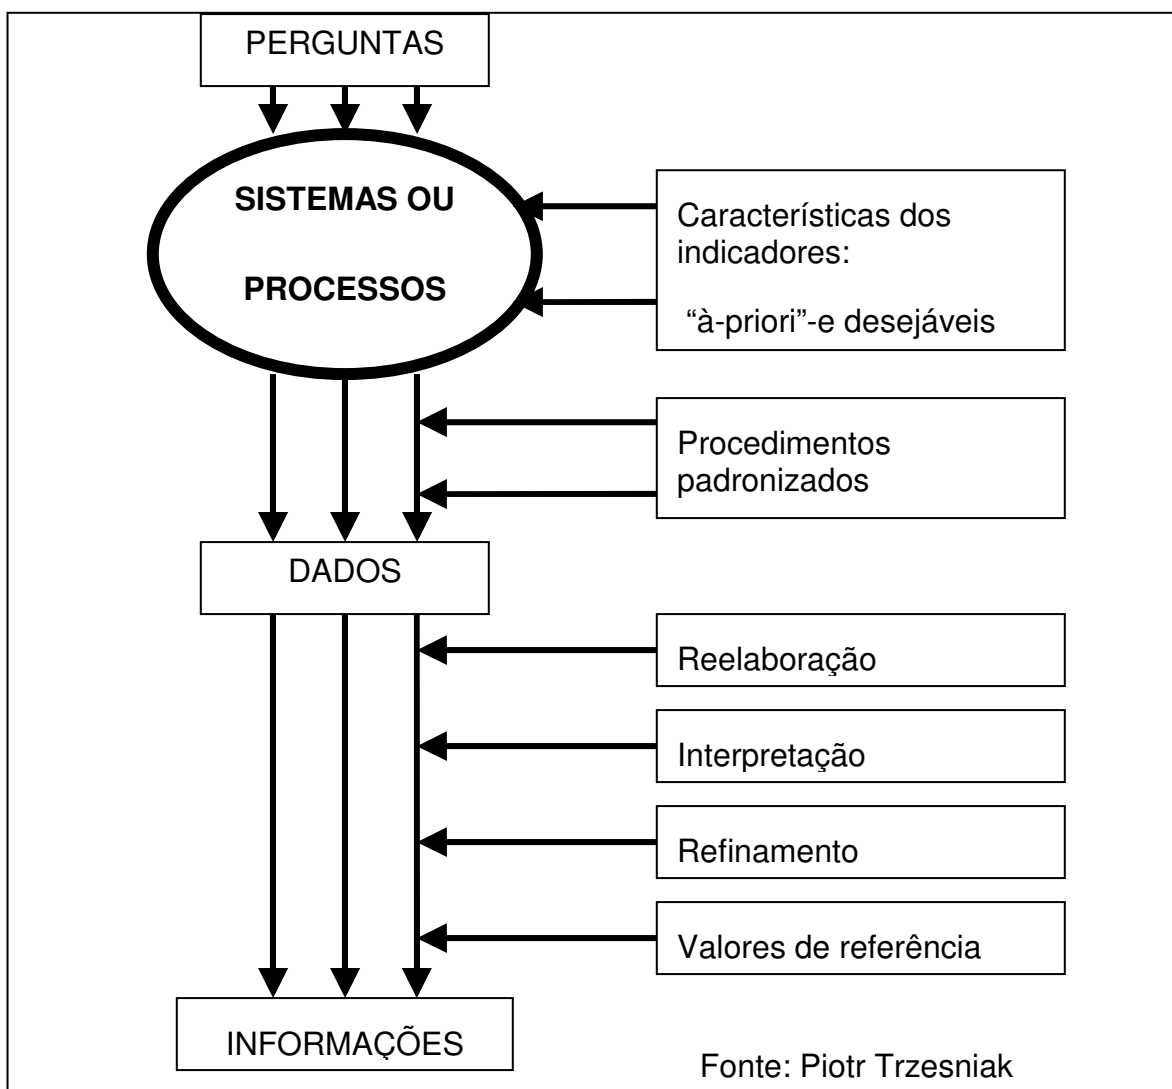 PERGUNTAS
SISTEMAS OU
PROCESSOS
Características dos
indicadores:
“à-priori”-e desejáveis
Procedimentos
padronizados
DADOS
Reelaboração
Interpretação
Refinamento
Valores de referência
INFORMAÇÕES
Fonte: Piotr Trzesniak